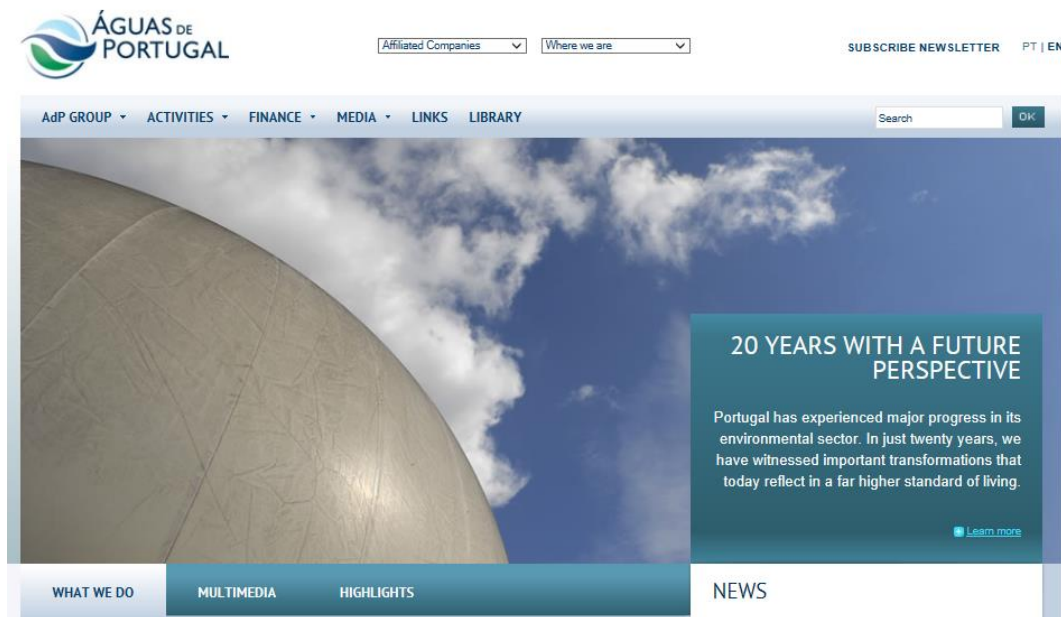 ÁGUAS DE
PORTUGAL
Affiliated Companies
Where we are
SUBSCRIBE NEWSLETTER
PT | EN
AdP GROUP
ACTIVITIES
FINANCE
MEDIA
LINKS
LIBRARY
Search
OK
20 YEARS WITH A FUTURE
PERSPECTIVE
Portugal has experienced major progress in its
environmental sector. In just twenty years, we
have witnessed important transformations that
today reflect in a far higher standard of living.
Learn more
WHAT WE DO
MULTIMEDIA
HIGHLIGHTS
NEWS